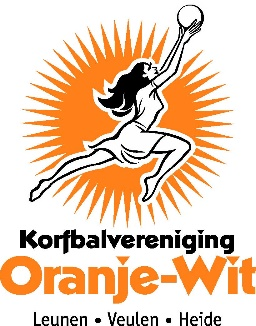 Korfbalvereniging
Oranje-Wit
Leunen • Veulen • Heide